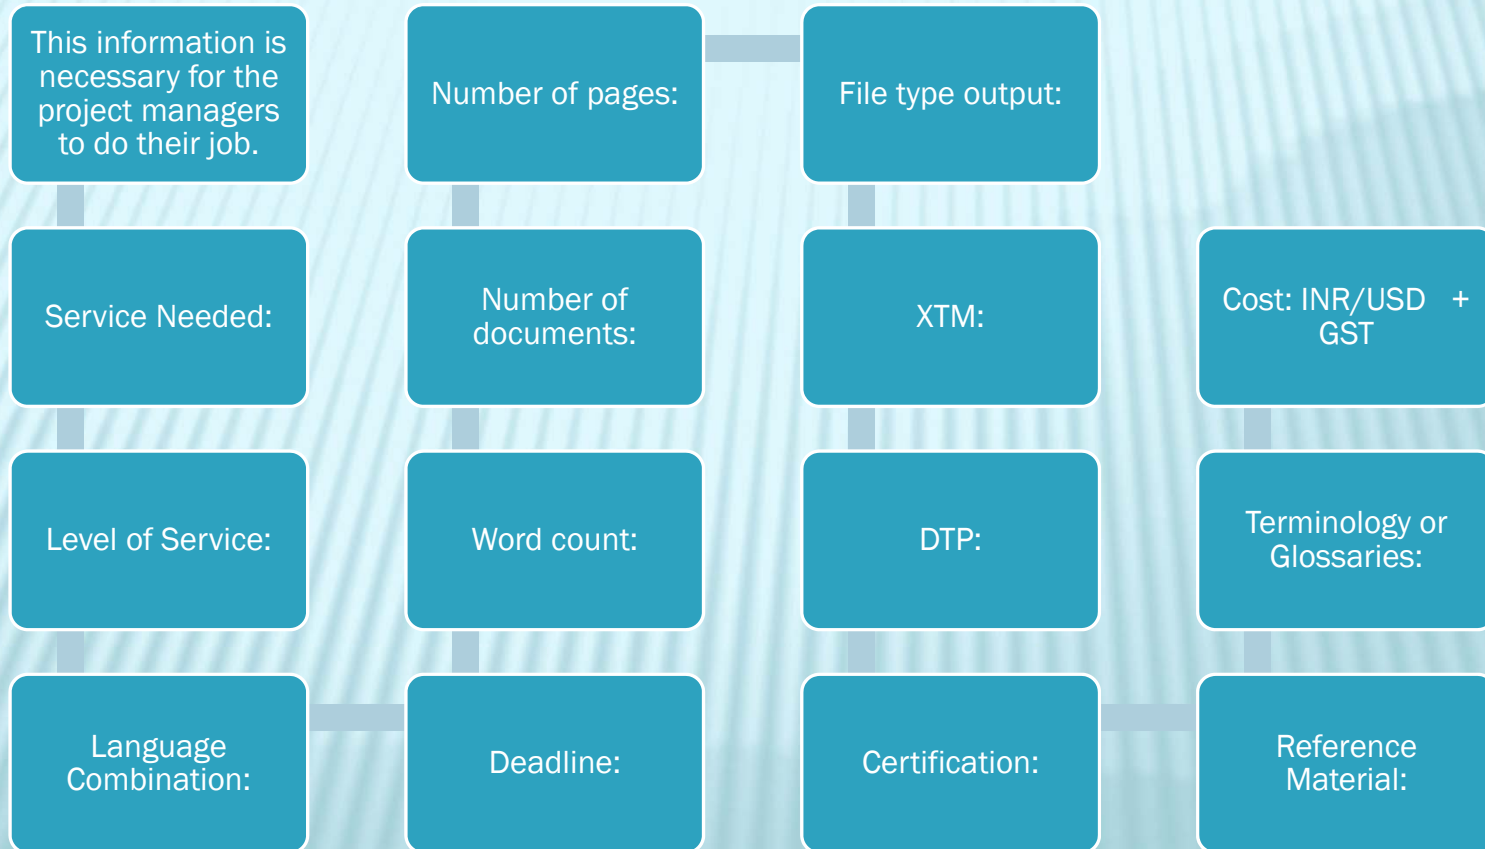 This information is
necessary for the
project managers
to do their job.
Service Needed:
Level of Service:
Language
Combination:
Deadline:
Word count:
Number of
documents:
Number of pages:
File type output:
XTM:
DTP:
Certification:
Reference
Material:
Terminology or
Glossaries:
Cost: INR/USD + 
GST